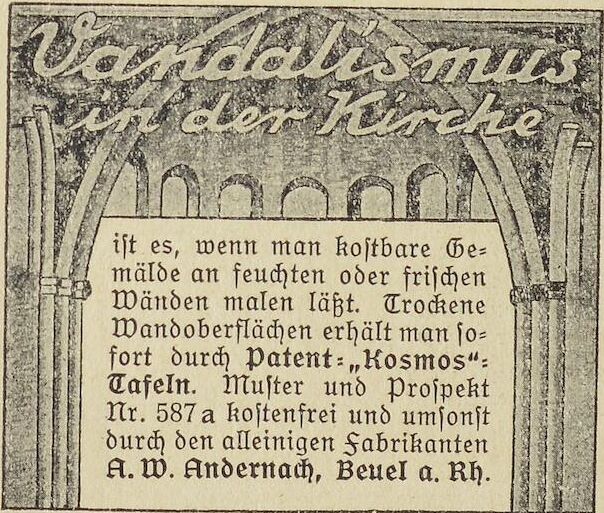 Vandalismus
in der Kirche
ist es, wenn man kostbare Ge-
mälde an feuchten oder frischen
Wänden malen läßt. Trockene
Wandoberflächen erhält man so-
fort durch Patent-„Kosmos“-
Tafeln. Muster und Prospekt
Nr. 587a kostenfrei und umsonst
durch den alleinigen Fabrikanten
A. W. Andernach, Beuel a. Rh.